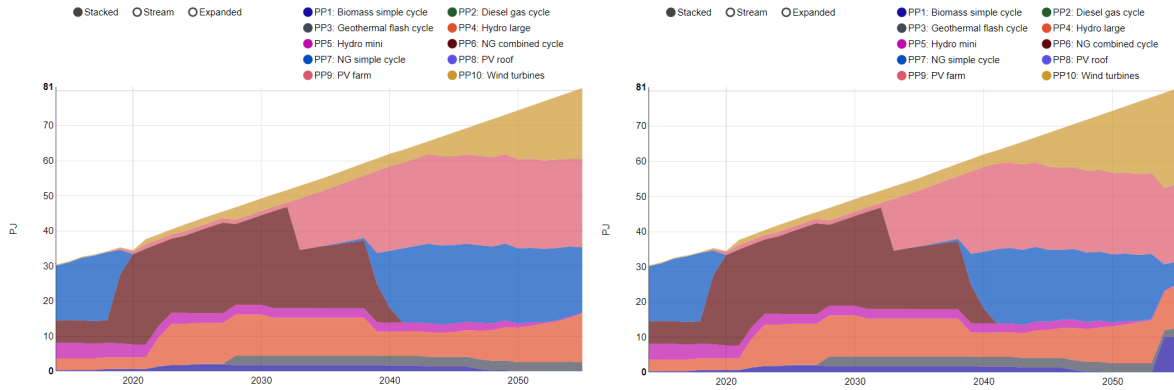 Stacked Stream Expanded
PP1: Biomass simple cycle PP2: Diesel gas cycle
PP3: Geothermal flash cycle PP4: Hydro large
PP5: Hydro mini PP6: NG combined cycle
PP7: NG simple cycle PP8: PV roof
PP9: PV farm PP10: Wind turbines
81
70
60
50
40
30
20
10
0
PJ
2020 2030 2040 2050
Stacked Stream Expanded
PP1: Biomass simple cycle PP2: Diesel gas cycle
PP3: Geothermal flash cycle PP4: Hydro large
PP5: Hydro mini PP6: NG combined cycle
PP7: NG simple cycle PP8: PV roof
PP9: PV farm PP10: Wind turbines
81
70
60
50
40
30
20
10
0
PJ
2020 2030 2040 2050